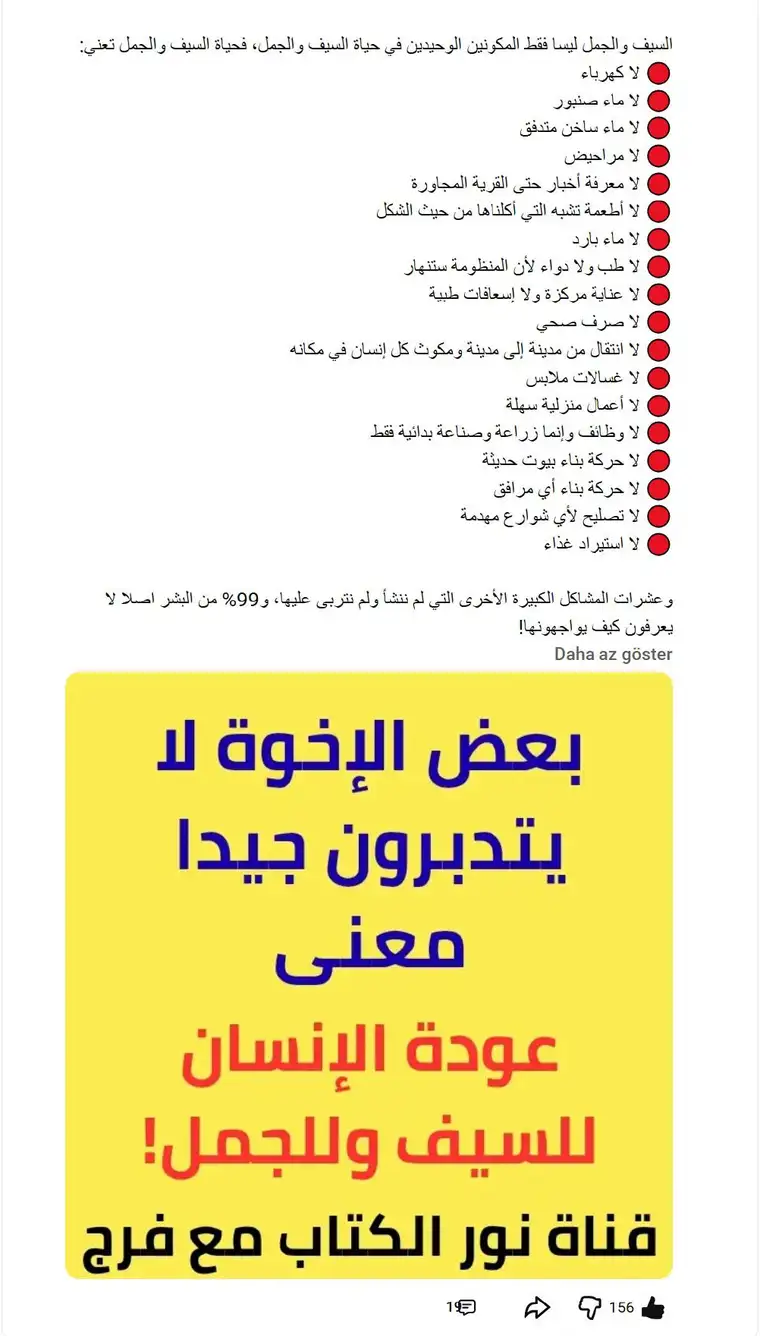 السيف والجمل ليسا فقط المكونين الوحيدين في حياة السيف والجمل، فحياة السيف والجمل تعني:
🔴 لا كهرباء
🔴 لا ماء صنبور
🔴 لا ماء ساخن متدفق
🔴 لا مراحيض
🔴 لا معرفة أخبار حتى القرية المجاورة
🔴 لا أطعمة تشبه التي أكلناها من حيث الشكل
🔴 لا ماء بارد
🔴 لا طب ولا دواء لأن المنظومة ستنهار
🔴 لا عناية مركزة ولا إسعافات طبية
🔴 لا صرف صحي
🔴 لا انتقال من مدينة إلى مدينة ومكوث كل إنسان في مكانه
🔴 لا غسالات ملابس
🔴 لا أعمال منزلية سهلة
🔴 لا وظائف وإنما زراعة وصناعة بدائية فقط
🔴 لا حركة بناء بيوت حديثة
🔴 لا حركة بناء أي مرافق
🔴 لا تصليح لأي شوارع مهدمة
🔴 لا استيراد غذاء
وعشرات المشاكل الكبيرة الأخرى التي لم ننشأ ولم نتربى عليها، و99% من البشر اصلا لا
يعرفون كيف يواجهونها!
Daha az göster
بعض الإخوة لا
يتدبرون جيدا
معنى
عودة الإنسان
للسيف وللجمل!
قناة نور الكتاب مع فرج
156
19